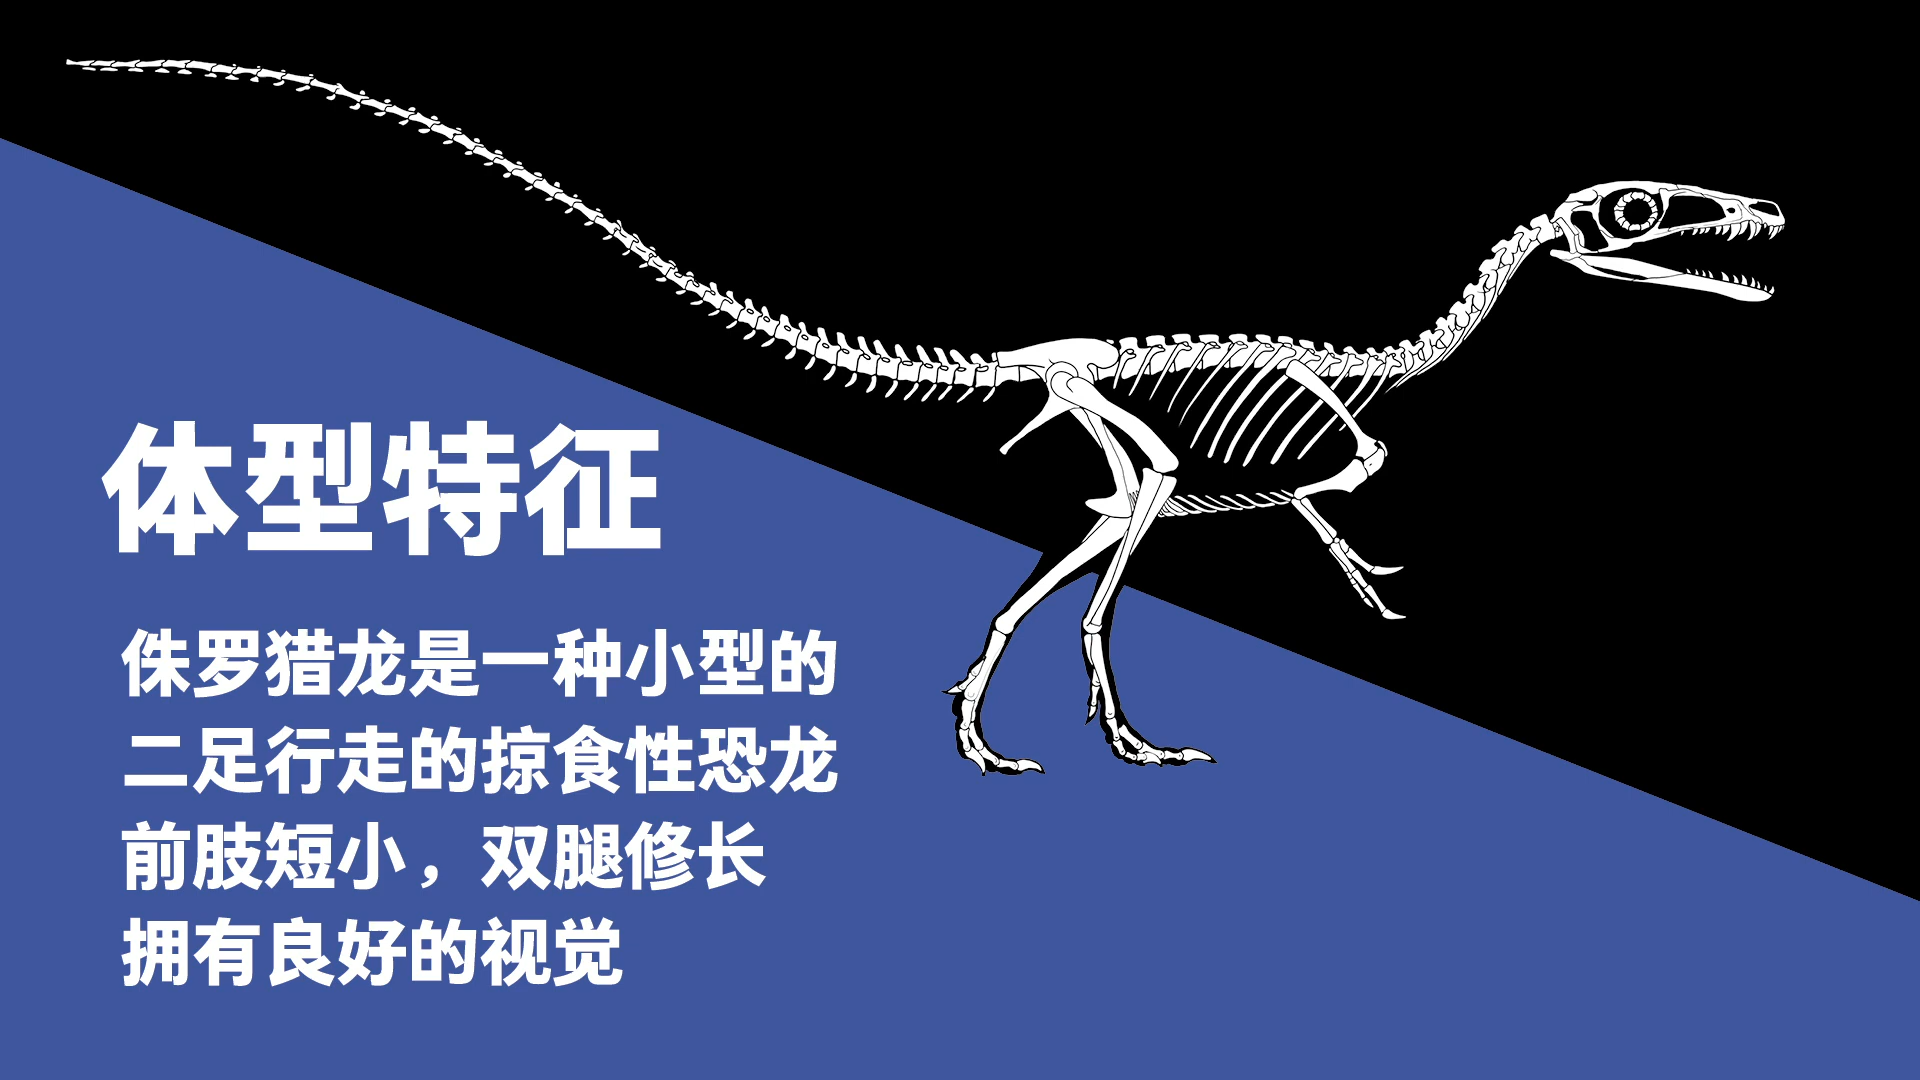 体型特征
侏罗猎龙是一种小型的
二足行走的掠食性恐龙
前肢短小，双腿修长
拥有良好的视觉